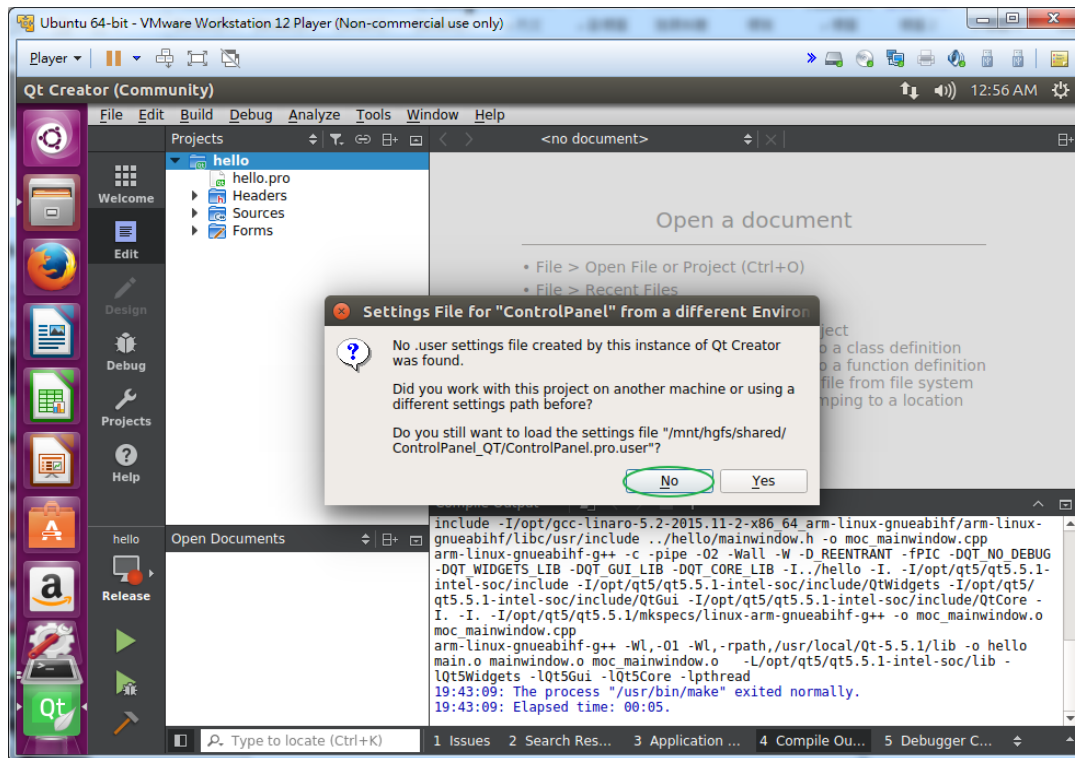 Ubuntu 64-bit - VMware Workstation 12 Player (Non-commercial use only)
Player
Qt Creator (Community)
12:56 AM
File Edit Build Debug Analyze Tools Window Help
Projects
<no document>
hello
hello.pro
Headers
Sources
Forms
Welcome
Edit
Design
Debug
Projects
Help
hello
Release
Open a document
• File > Open File or Project (Ctrl+O)
• File > Recent Files
ject
o a class definition
o a function definition
file from file system
mping to a location
Settings File for "ControlPanel" from a different Environ
No .user settings file created by this instance of Qt Creator
was found.
Did you work with this project on another machine or using a
different settings path before?
Do you still want to load the settings file "/mnt/hgfs/shared/
ControlPanel_QT/ControlPanel.pro.user"?
No
Yes
Open Documents
Compile Output
include -I/opt/gcc-linaro-5.2-2015.11-2-x86_64_arm-linux-
gnueabihf/libc/usr/include ../hello/mainwindow.h -o moc_mainwindow.cpp
arm-linux-gnueabihf-g++ -c -pipe -O2 -Wall -W -D_REENTRANT -fPIC -DQT_NO_DEBUG
-DQT_WIDGETS_LIB -DQT_GUI_LIB -DQT_CORE_LIB -I../hello -I. -I/opt/qt5/qt5.5.1-
intel-soc/include -I/opt/qt5/qt5.5.1-intel-soc/include/QtWidgets -I/opt/qt5/
qt5.5.1-intel-soc/include/QtGui -I/opt/qt5/qt5.5.1-intel-soc/include/QtCore -
I. -I. -I/opt/qt5/qt5.5.1/mkspecs/linux-arm-gnueabihf-g++ -o moc_mainwindow.o
moc_mainwindow.cpp
arm-linux-gnueabihf-g++ -Wl,-O1 -Wl,-rpath,/usr/local/Qt-5.5.1/lib -o hello
main.o mainwindow.o moc_mainwindow.o -L/opt/qt5/qt5.5.1-intel-soc/lib -
lQt5Widgets -lQt5Gui -lQt5Core -lpthread
19:43:09: The process "/usr/bin/make" exited normally.
19:43:09: Elapsed time: 00:05.
Type to locate (Ctrl+K)
1 Issues 2 Search Res... 3 Application ... 4 Compile Ou... 5 Debugger C...